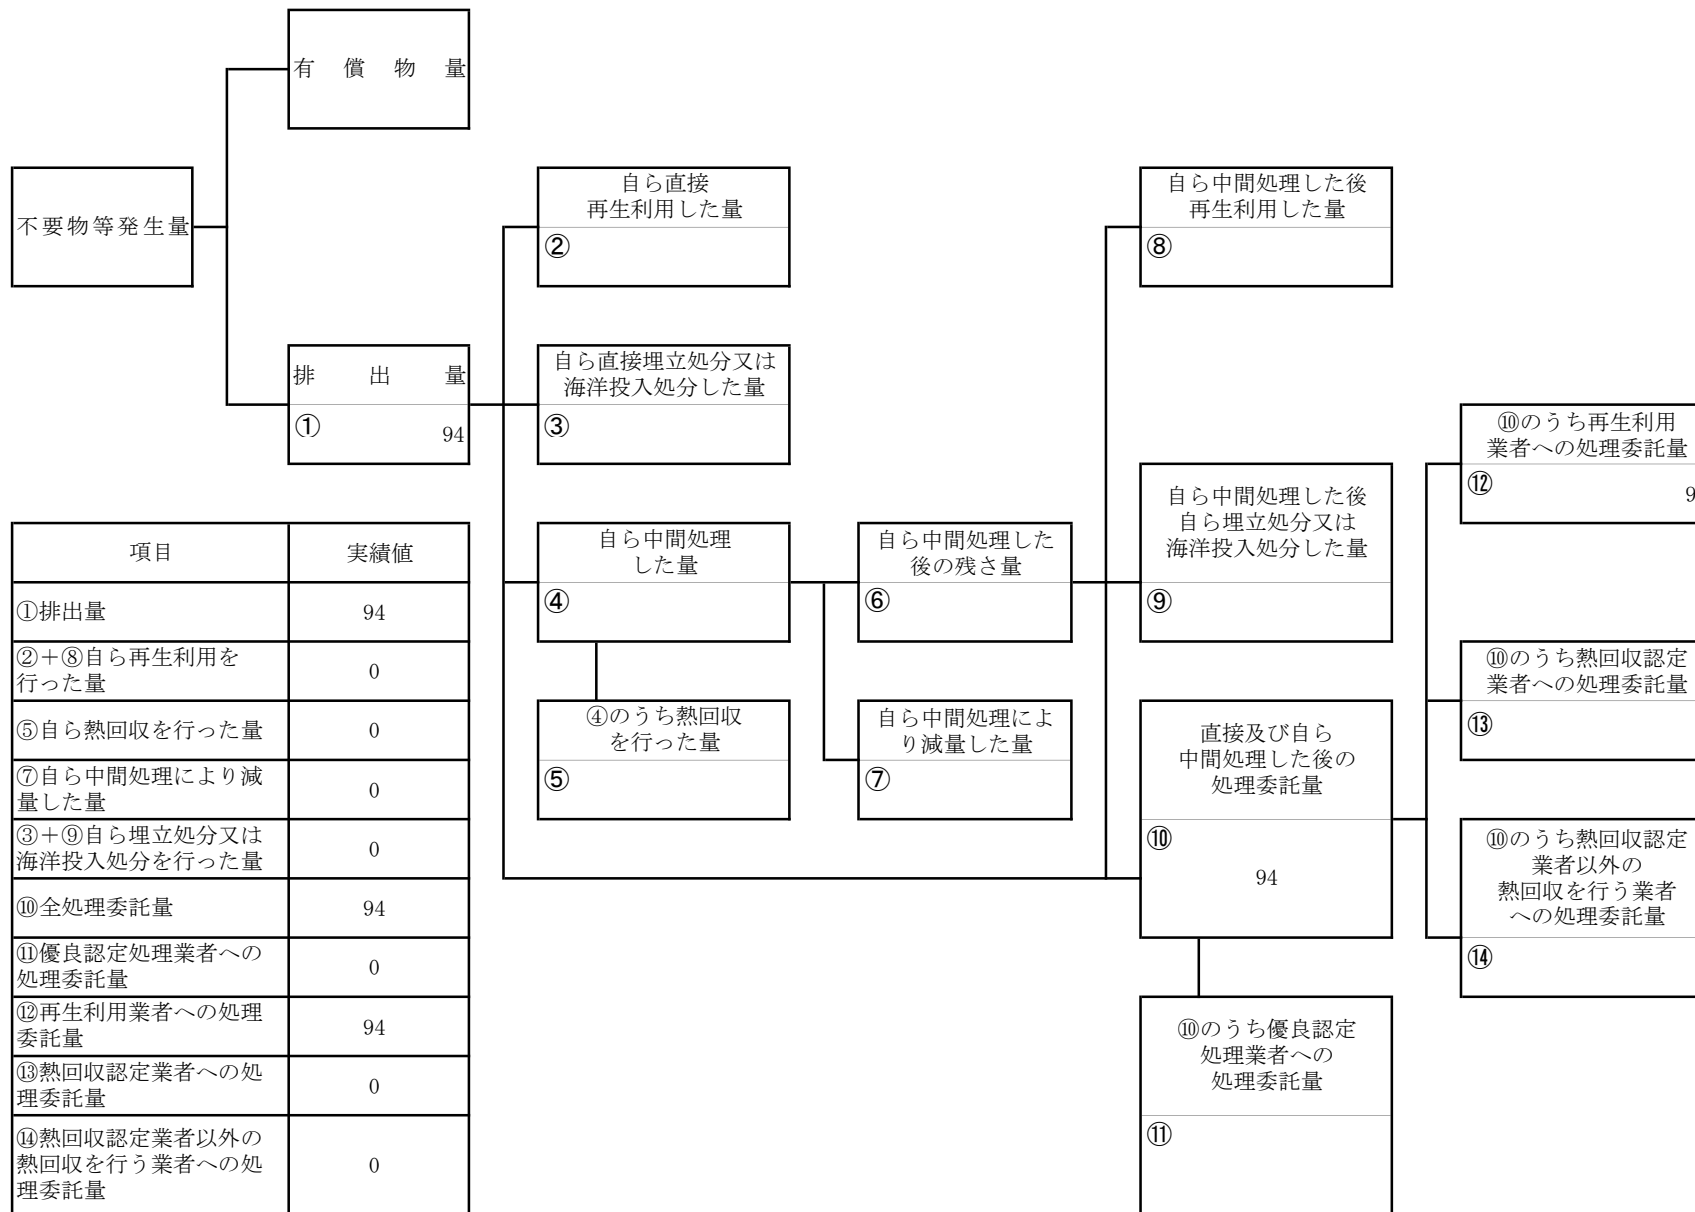 有償物量
不要物等発生量
自ら直接
再生利用した量
②
自ら中間処理した後
再生利用した量
⑧
排出量
①
94
自ら直接埋立処分又は
海洋投入処分した量
③
⑩のうち再生利用
業者への処理委託量
⑫
自ら中間処理
した量
④
自ら中間処理した
後の残さ量
⑥
自ら中間処理した後
自ら埋立処分又は
海洋投入処分した量
⑨
④のうち熱回収
を行った量
⑤
自ら中間処理によ
り減量した量
⑦
直接及び自ら
中間処理した後の
処理委託量
⑩
94
⑩のうち熱回収認定
業者への処理委託量
⑬
⑩のうち熱回収認定
業者以外の
熱回収を行う業者
への処理委託量
⑭
⑩のうち優良認定
処理業者への
処理委託量
⑪
項目 実績値
①排出量 94
②＋⑧自ら再生利用を
行った量 0
⑤自ら熱回収を行った量 0
⑦自ら中間処理により減
量した量 0
③＋⑨自ら埋立処分又は
海洋投入処分を行った量 0
⑩全処理委託量 94
⑪優良認定処理業者への
処理委託量 0
⑫再生利用業者への処理
委託量 94
⑬熱回収認定業者への処
理委託量 0
⑭熱回収認定業者以外の
熱回収を行う業者への処
理委託量 0